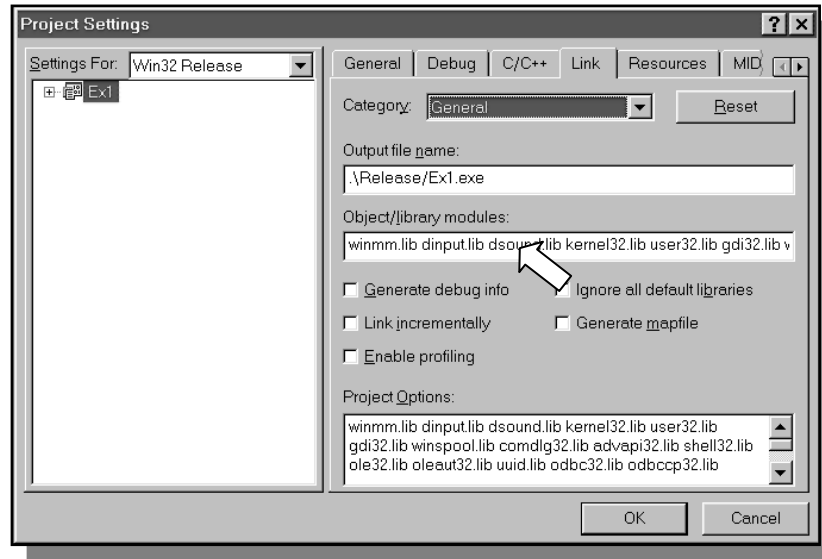 Project Settings
Settings For: Win32 Release
Ex1
General Debug C/C++ Link Resources MID
Category: General Reset
Output file name:
.\Release/Ex1.exe
Object/library modules:
winmm.lib dinput.lib dsound.lib kernel32.lib user32.lib gdi32.lib
Generate debug info Ignore all default libraries
Link incrementally Generate mapfile
Enable profiling
Project Options:
winmm.lib dinput.lib dsound.lib kernel32.lib user32.lib
gdi32.lib winspool.lib comdlg32.lib advapi32.lib shell32.lib
ole32.lib oleaut32.lib uuid.lib odbc32.lib odbccp32.lib
OK Cancel